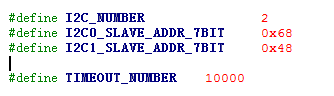 #define I2C_NUMBER 2
#define I2C0_SLAVE_ADDR_7BIT 0x68
#define I2C1_SLAVE_ADDR_7BIT 0x48
#define TIMEOUT_NUMBER 10000